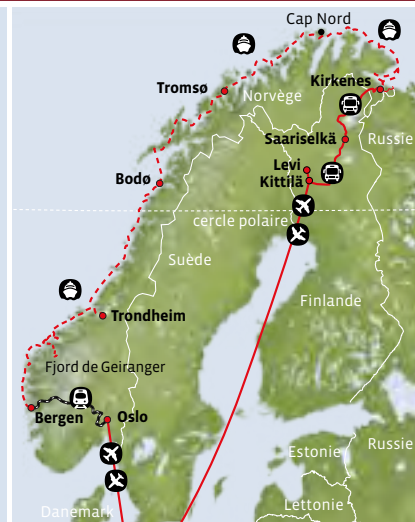 Cap Nord
Kirkenes
Tromsø
Norvège
Saariselkä
Russie
Levi
Kittilä
Bodø
cercle polaire
Suède
Finlande
Trondheim
Fjord de Geiranger
Bergen
Oslo
Estonie
Russie
Danemark
Lettonie